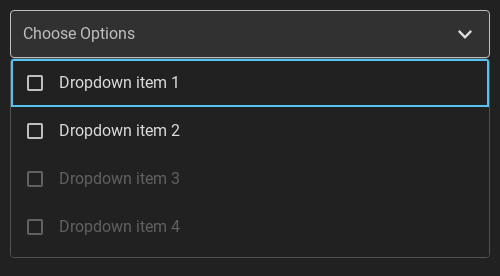 Choose Options
Dropdown item 1
Dropdown item 2
Dropdown item 3
Dropdown item 4